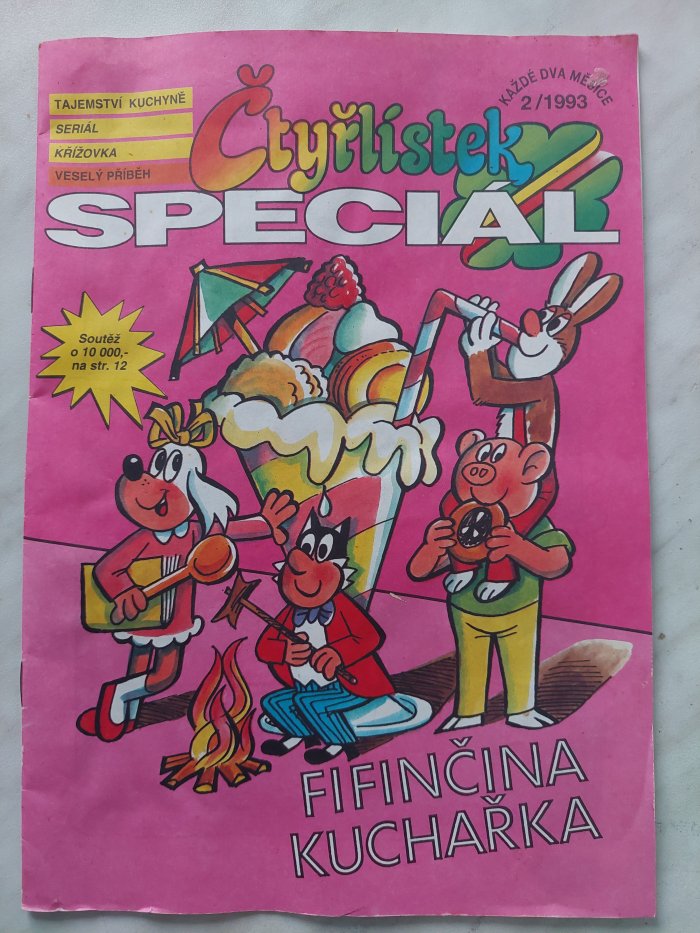 TAJEMSTVÍ KUCHYNĚ
SERIÁL
KŘÍŽOVKA
VESELÝ PŘÍBĚH
KAŽDÉ DVA MĚSÍCE
2/1993
Čtyřlístek
SPECIÁL
Soutěž
o 10 000,-
na str. 12
FIFINČINA
KUCHAŘKA